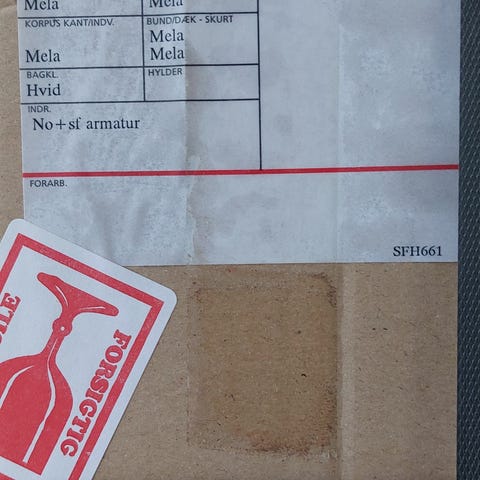 Mela Mela
KORPUS KANT/INDV. BUND/DÆK - SKURT
Mela
Mela Mela
BAGKL. HYLDER
Hvid
INDR.
No+sf armatur
FORARB.
SFH661
FORSIGTIG